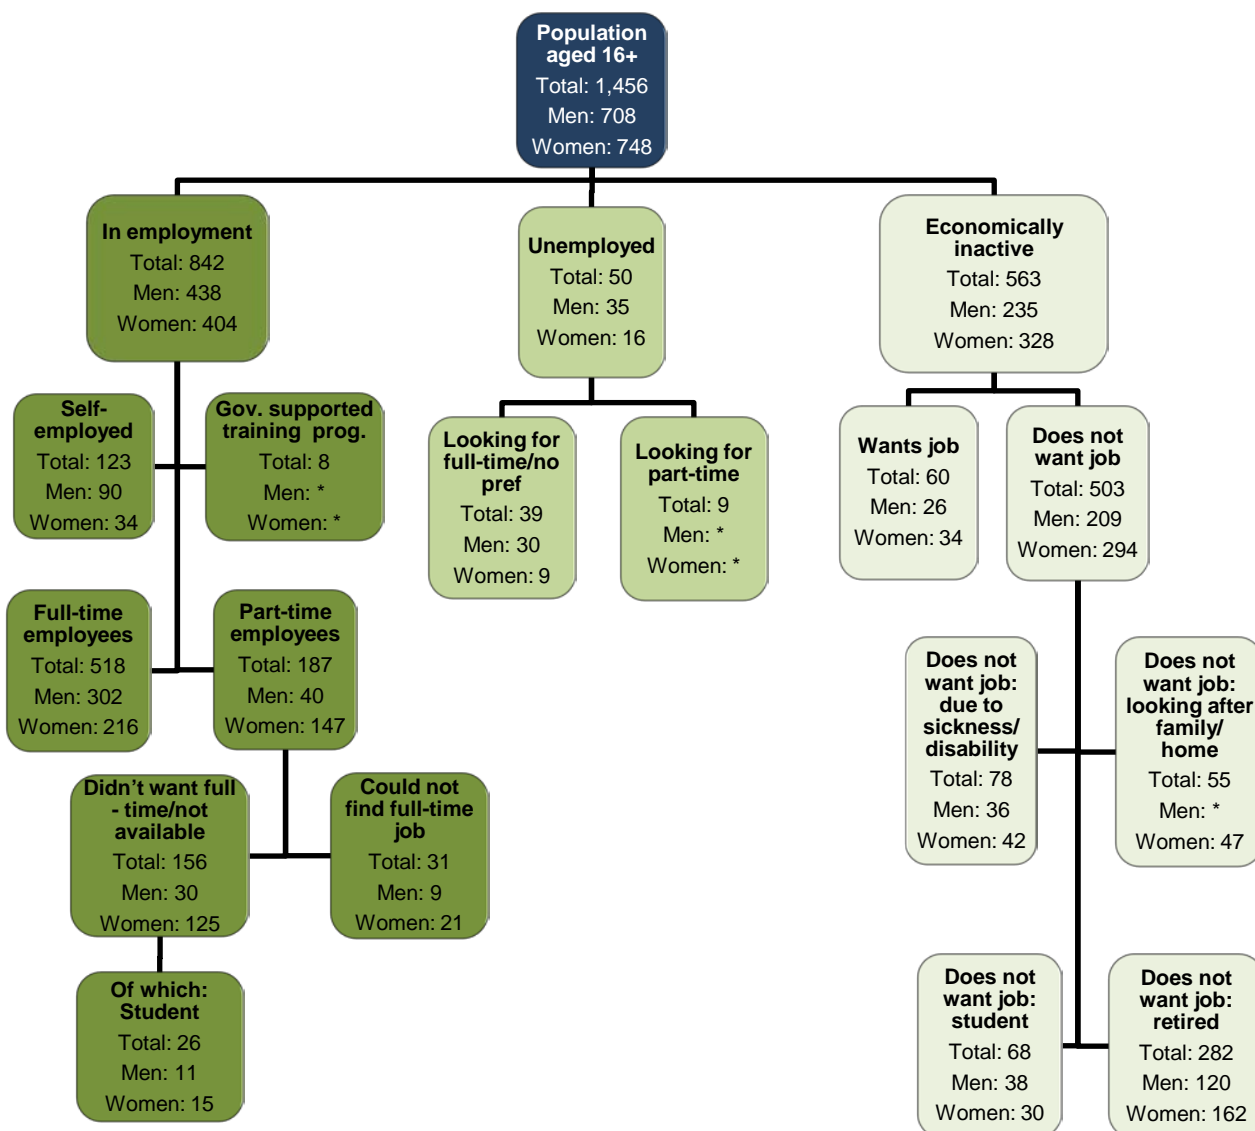 Population
aged 16+
Total: 1,456
Men: 708
Women: 748
In employment
Total: 842
Men: 438
Women: 404
Unemployed
Total: 50
Men: 35
Women: 16
Economically
inactive
Total: 563
Men: 235
Women: 328
Self-
employed
Total: 123
Men: 90
Women: 34
Gov. supported
training prog.
Total: 8
Men: *
Women: *
Looking for
full-time/no
pref
Total: 39
Men: 30
Women: 9
Looking for
part-time
Total: 9
Men: *
Women: *
Wants job
Total: 60
Men: 26
Women: 34
Does not
want job
Total: 503
Men: 209
Women: 294
Full-time
employees
Total: 518
Men: 302
Women: 216
Part-time
employees
Total: 187
Men: 40
Women: 147
Does not
want job:
due to
sickness/
disability
Total: 78
Men: 36
Women: 42
Does not
want job:
looking after
family/
home
Total: 55
Men: *
Women: 47
Didn’t want full
- time/not
available
Total: 156
Men: 30
Women: 125
Could not
find full-time
job
Total: 31
Men: 9
Women: 21
Of which:
Student
Total: 26
Men: 11
Women: 15
Does not
want job:
student
Total: 68
Men: 38
Women: 30
Does not
want job:
retired
Total: 282
Men: 120
Women: 162